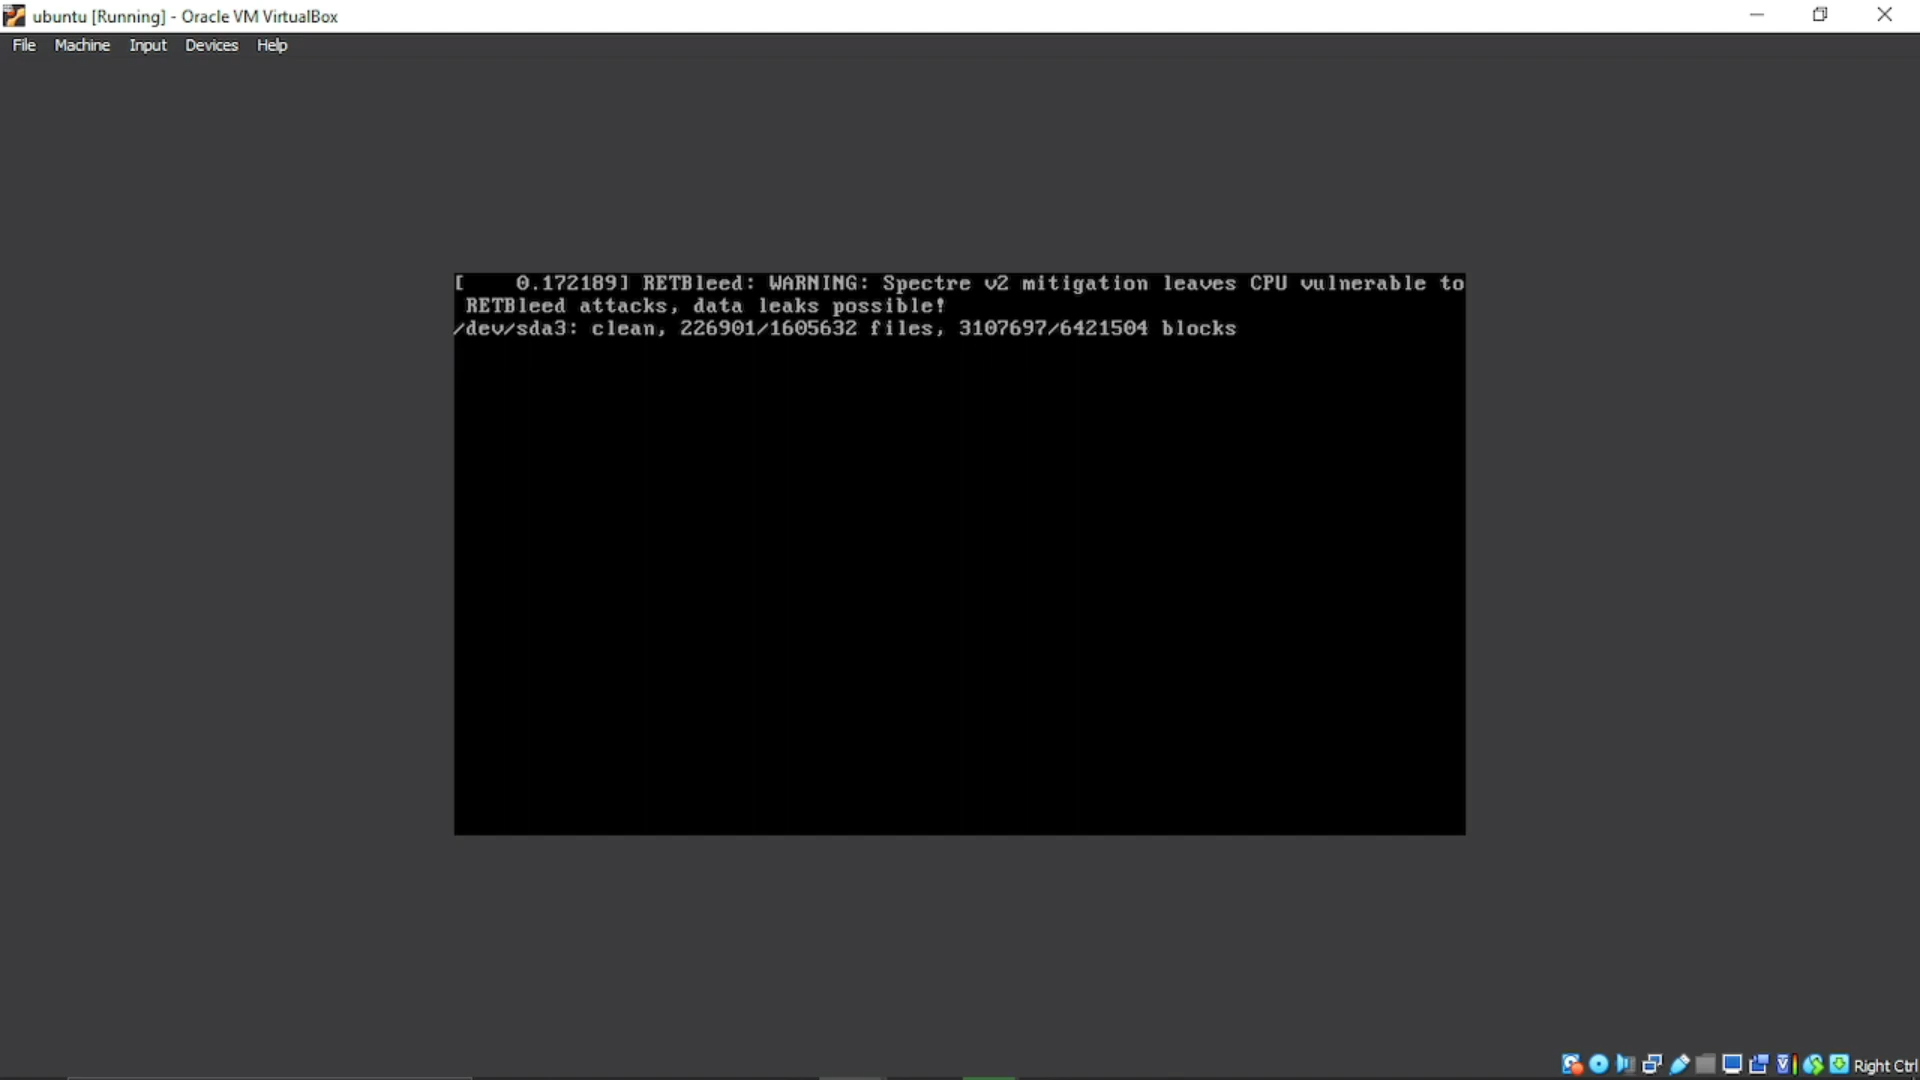 ubuntu [Running] - Oracle VM VirtualBox
File Machine Input Devices Help
[    0.172189] RETBleed: WARNING: Spectre v2 mitigation leaves CPU vulnerable to
 RETBleed attacks, data leaks possible!
/dev/sda3: clean, 226901/1605632 files, 3107697/6421504 blocks
Right Ctrl